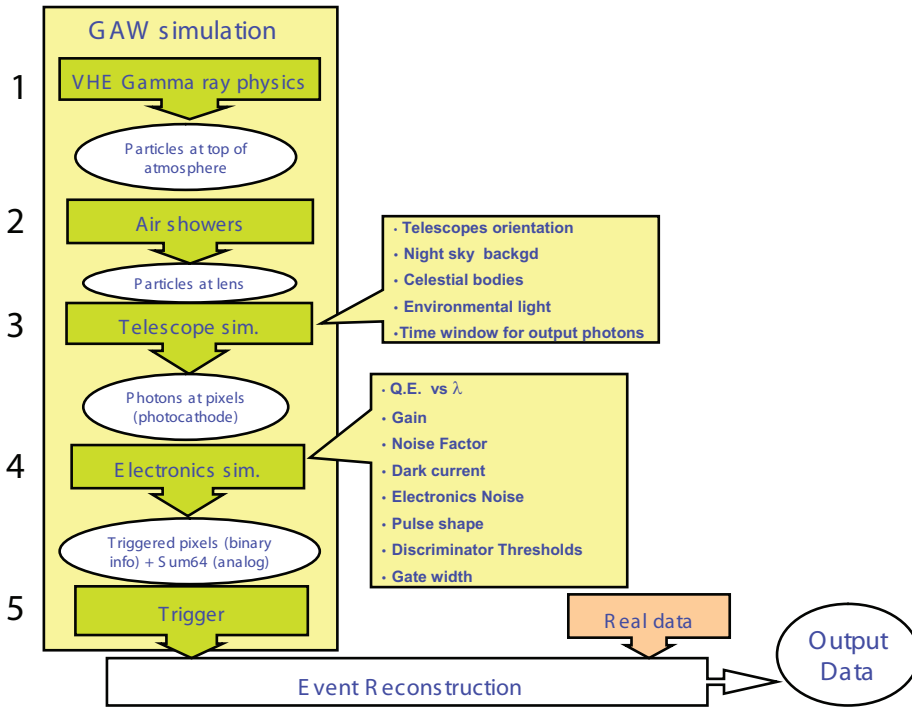 GAW simulation
1
VHE Gamma ray physics
Particles at top of
atmosphere
2
Air showers
Particles at lens
3
Telescope sim.
• Telescopes orientation
• Night sky backgd
• Celestial bodies
• Environmental light
• Time window for output photons
Photons at pixels
(photocathode)
4
Electronics sim.
• Q.E. vs λ
• Gain
• Noise Factor
• Dark current
• Electronics Noise
• Pulse shape
• Discriminator Thresholds
• Gate width
Triggered pixels (binary
info) + Sum64 (analog)
5
Trigger
Real data
Event Reconstruction
Output
Data